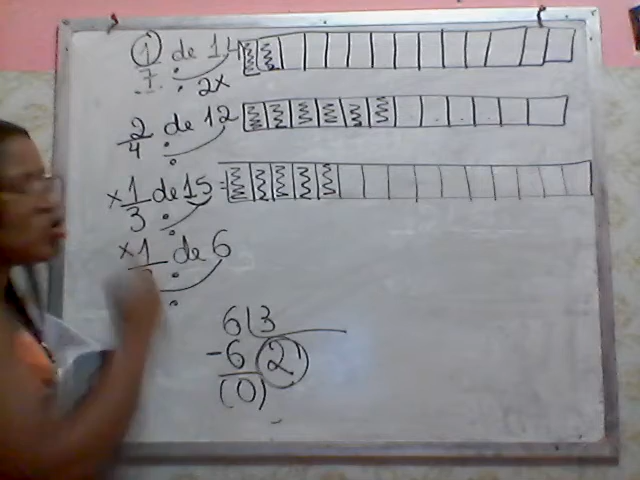 1/7 de 14
2x
2/4 de 12
x 1/3 de 15 =
x 1/ de 6
6 3
-6 2
(0)